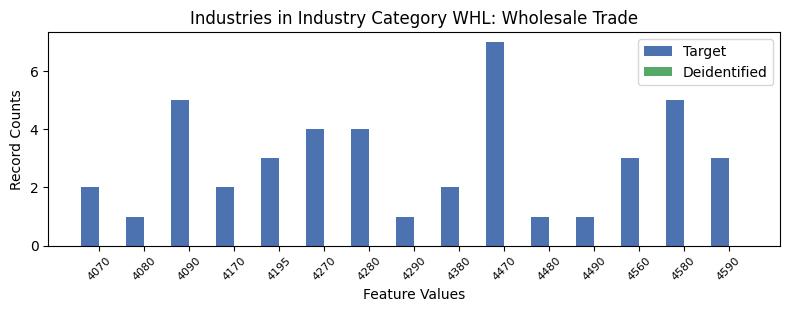 Industries in Industry Category WHL: Wholesale Trade
Target
Deidentified
Record Counts
6
4
2
0
4070 4080 4090 4170 4195 4270 4280 4290 4380 4470 4480 4490 4560 4580 4590
Feature Values